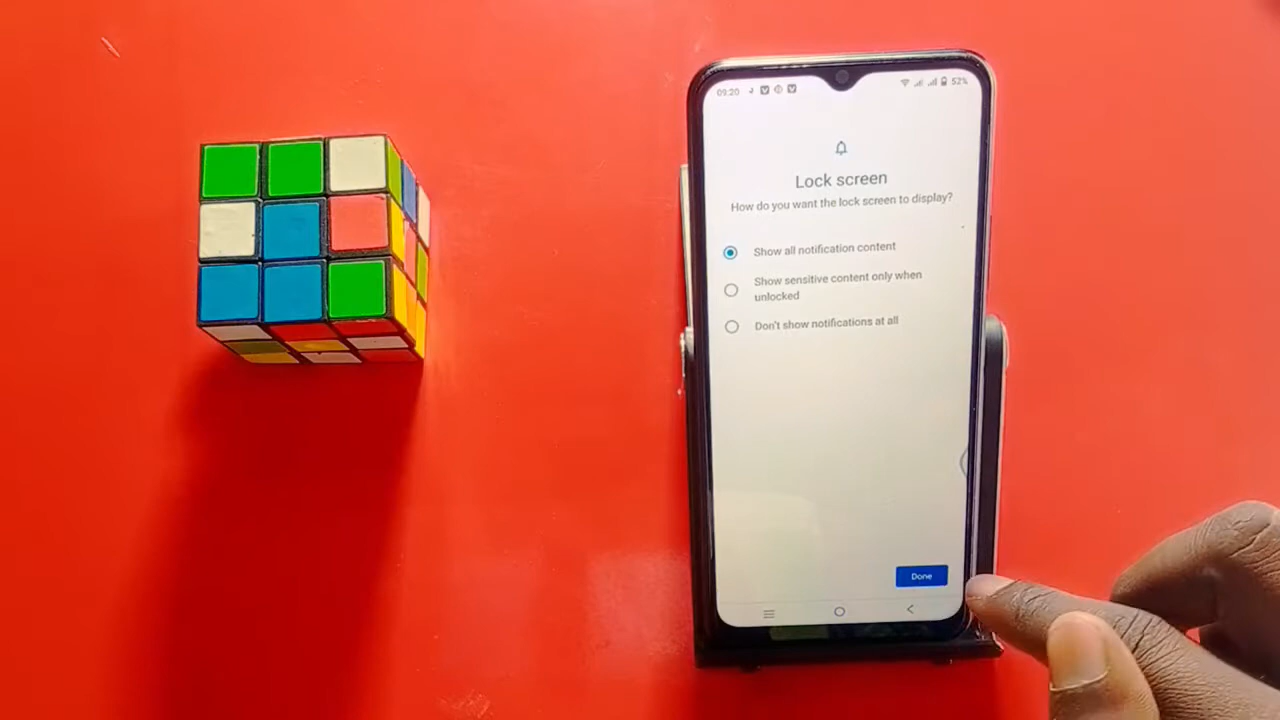 09:20
52%
Lock screen
How do you want the lock screen to display?
Show all notification content
Show sensitive content only when
unlocked
Don't show notifications at all
Done